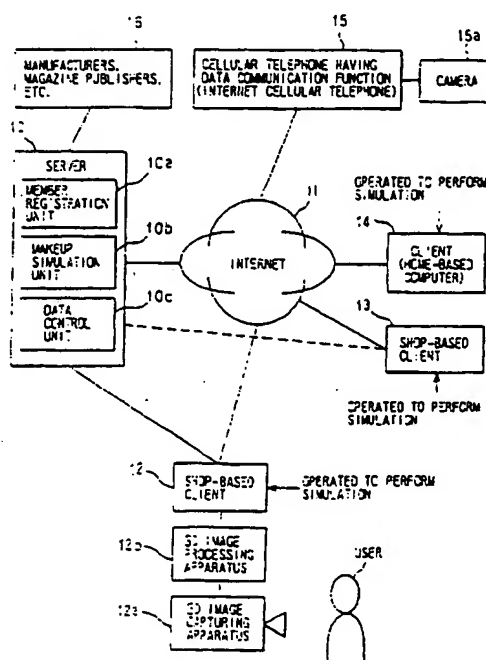 16
MANUFACTURERS,
MAGAZINE PUBLISHERS,
ETC.
15
CELLULAR TELEPHONE HAVING
DATA COMMUNICATION FUNCTION
(INTERNET CELLULAR TELEPHONE)
15a
CAMERA
10
SERVER
10a
MEMBER
REGISTRATION
UNIT
10b
MAKEUP
SIMULATION
UNIT
10c
DATA
CONTROL
UNIT
11
INTERNET
OPERATED TO PERFORM
SIMULATION
14
CLIENT
(HOME-BASED
COMPUTER)
13
SHOP-BASED
CLIENT
OPERATED TO PERFORM
SIMULATION
12
SHOP-BASED
CLIENT
OPERATED TO PERFORM
SIMULATION
12b
3D IMAGE
PROCESSING
APPARATUS
12a
3D IMAGE
CAPTURING
APPARATUS
USER